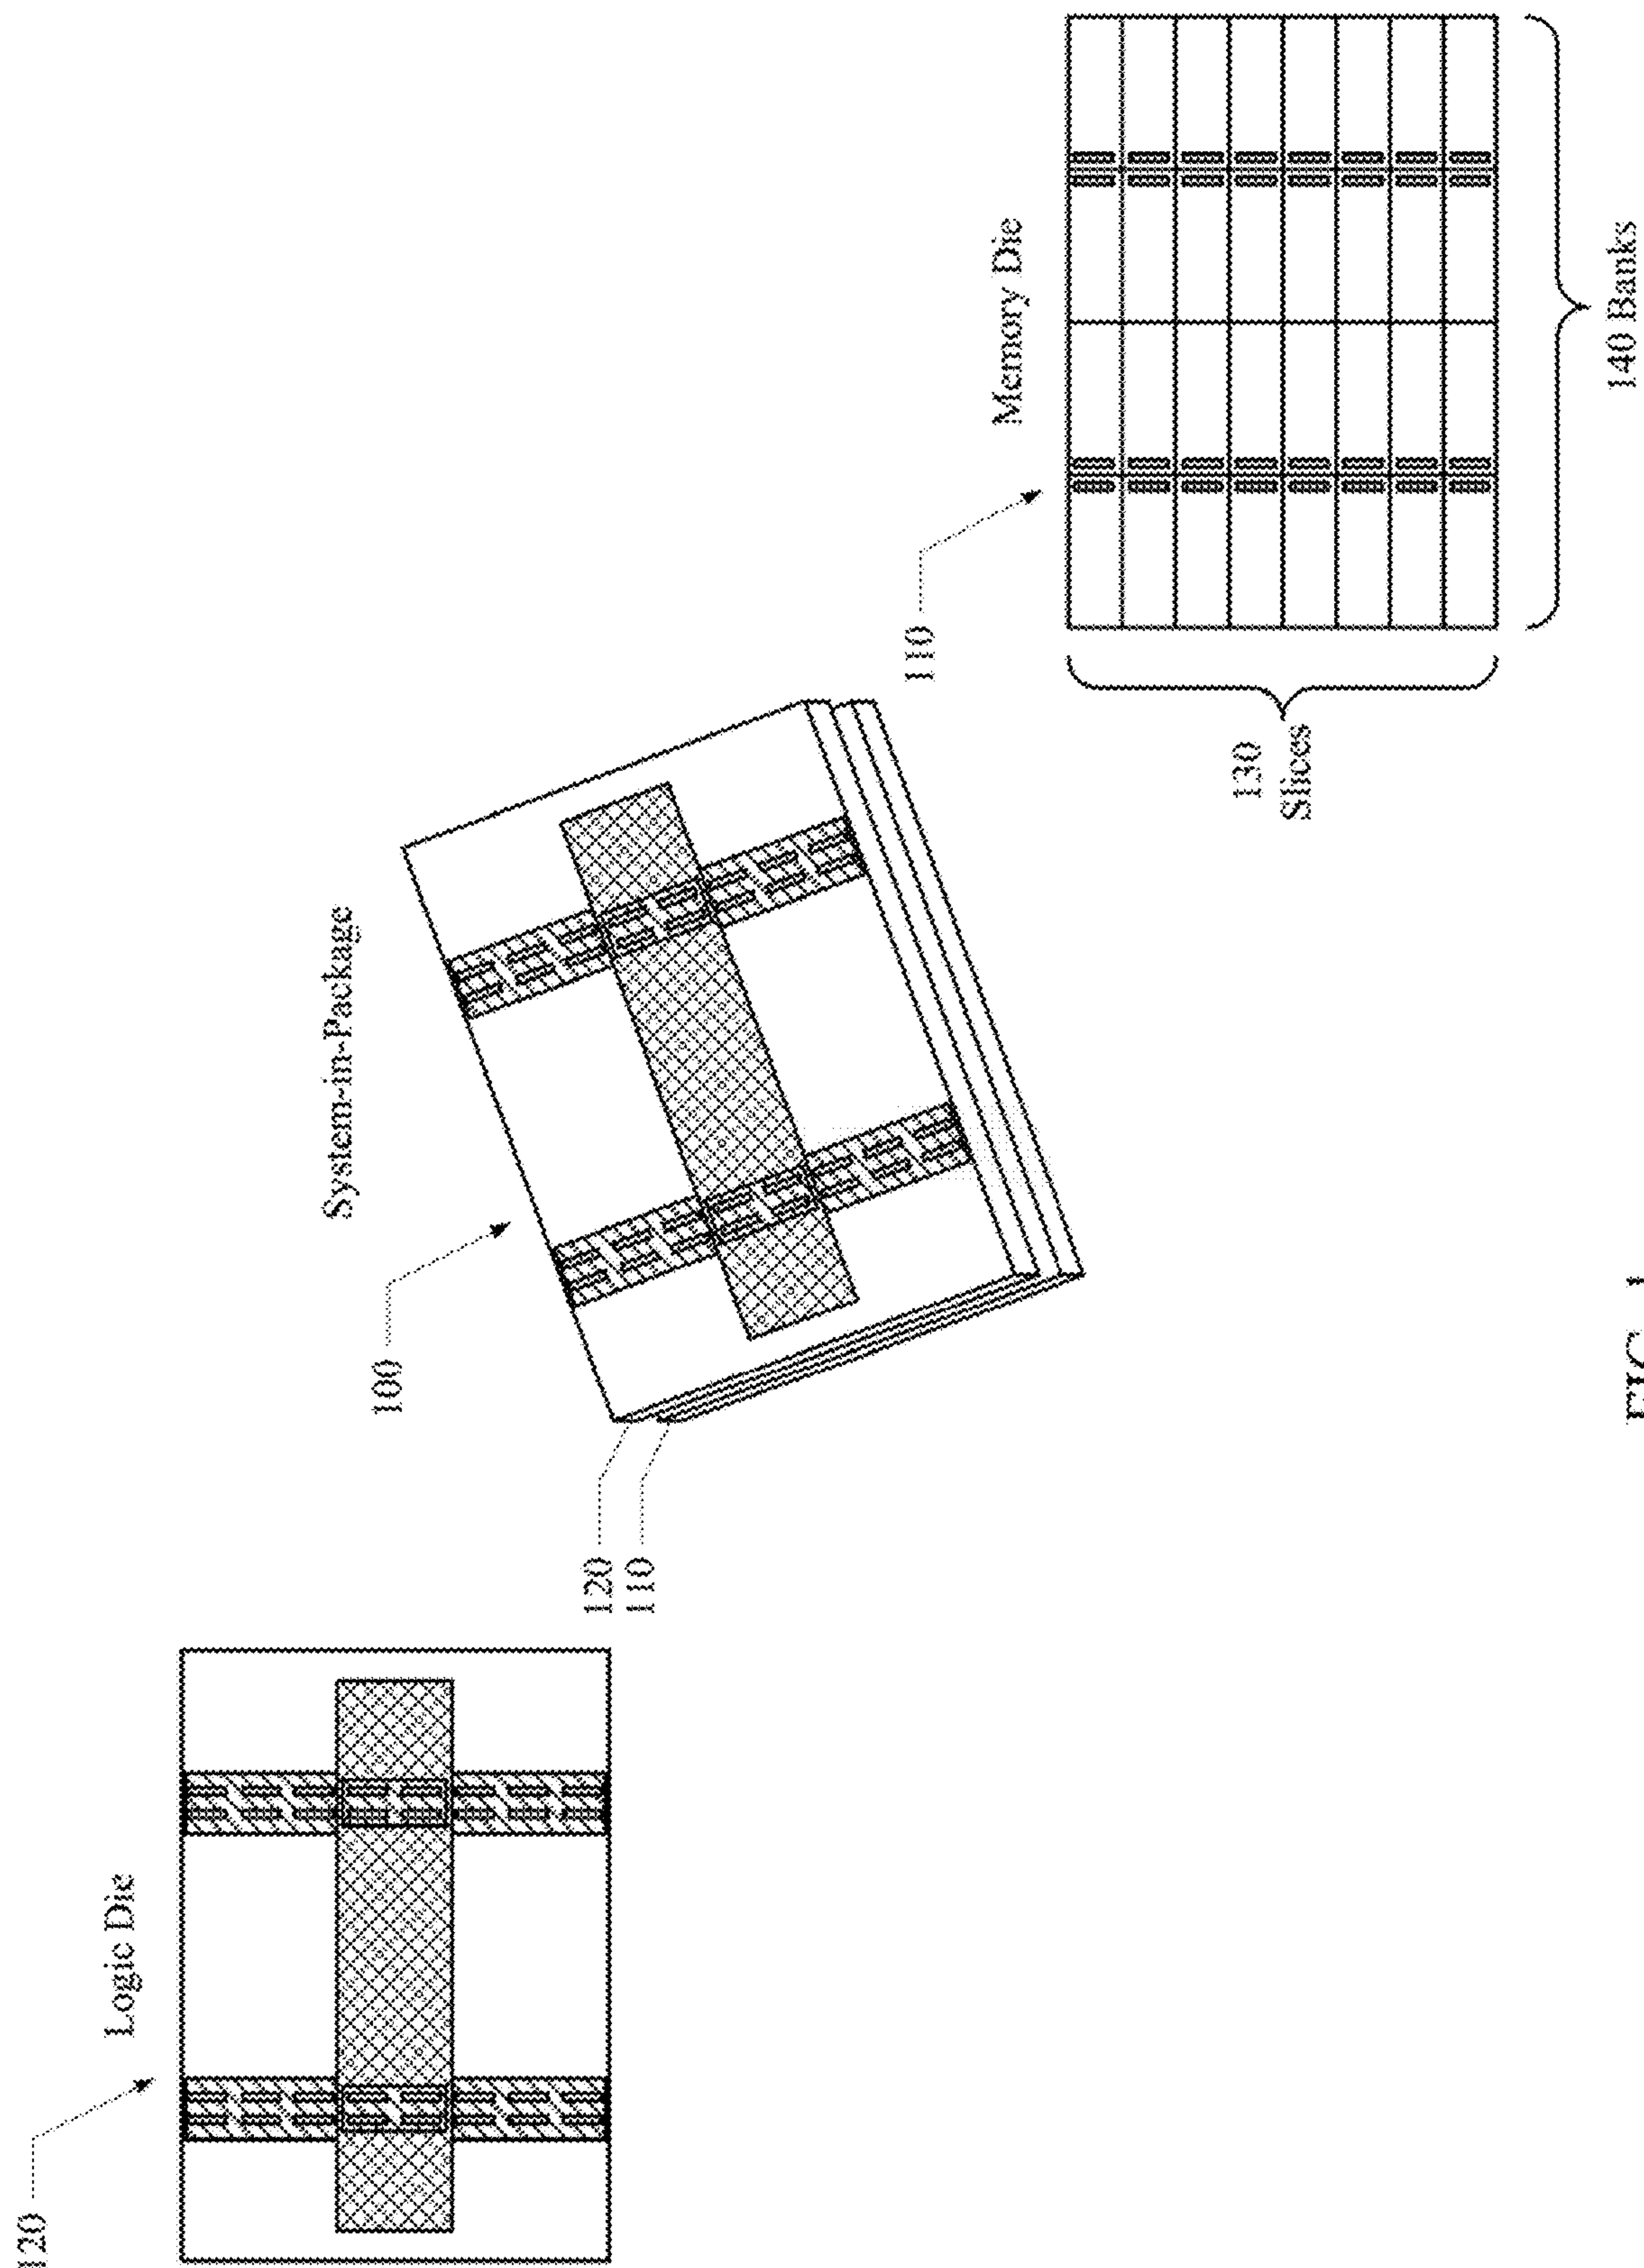 120
Logic Die
System-in-Package
100
120
110
Memory Die
110
130
Slices
140 Banks
FIG. 1